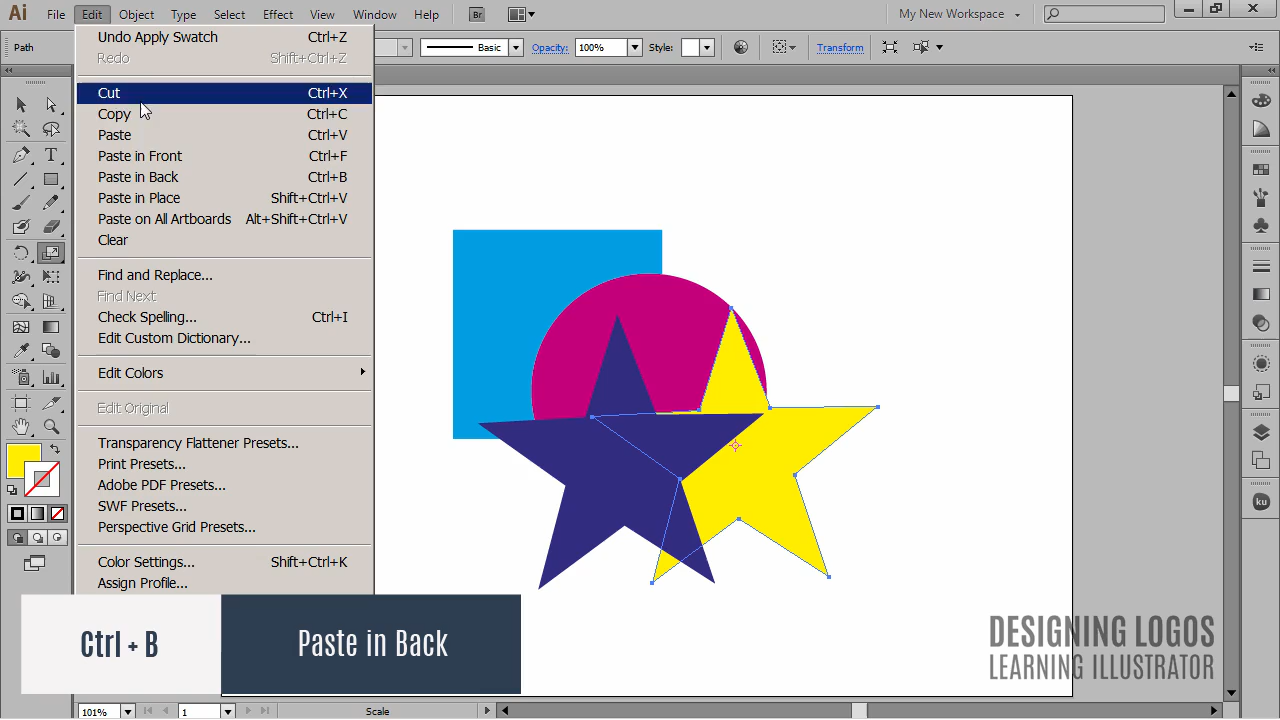 Ai File Edit Object Type Select Effect View Window Help Br My New Workspace
Path Basic Opacity: 100% Style: Transform
Undo Apply Swatch Ctrl+Z
Redo Shift+Ctrl+Z
Cut Ctrl+X
Copy Ctrl+C
Paste Ctrl+V
Paste in Front Ctrl+F
Paste in Back Ctrl+B
Paste in Place Shift+Ctrl+V
Paste on All Artboards Alt+Shift+Ctrl+V
Clear
Find and Replace...
Find Next
Check Spelling... Ctrl+I
Edit Custom Dictionary...
Edit Colors
Edit Original
Transparency Flattener Presets...
Print Presets...
Adobe PDF Presets...
SWF Presets...
Perspective Grid Presets...
Color Settings... Shift+Ctrl+K
Assign Profile...
ku
Ctrl + B Paste in Back
DESIGNING LOGOS
LEARNING ILLUSTRATOR
101% 1 Scale